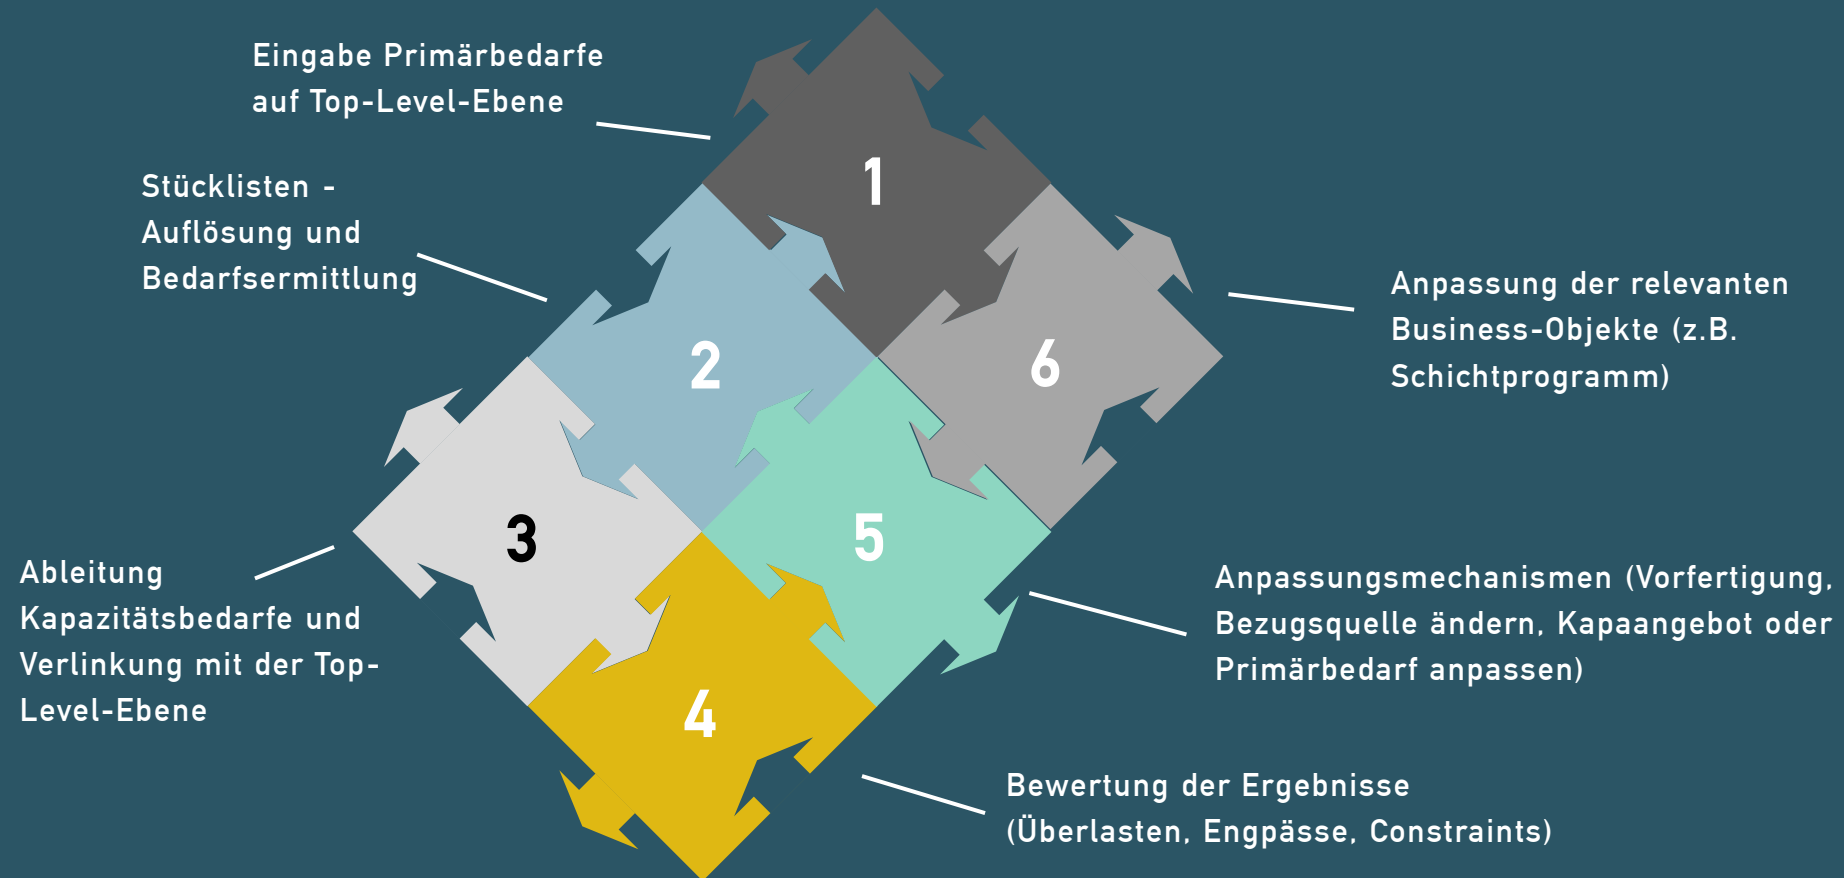 Eingabe Primärbedarfe
auf Top-Level-Ebene
1
Stücklisten -
Auflösung und
Bedarfsermittlung
2
3
Ableitung
Kapazitätsbedarfe und
Verlinkung mit der Top-
Level-Ebene
4
Bewertung der Ergebnisse
(Überlasten, Engpässe, Constraints)
5
Anpassungsmechanismen (Vorfertigung,
Bezugsquelle ändern, Kapaangebot oder
Primärbedarf anpassen)
6
Anpassung der relevanten
Business-Objekte (z.B.
Schichtprogramm)